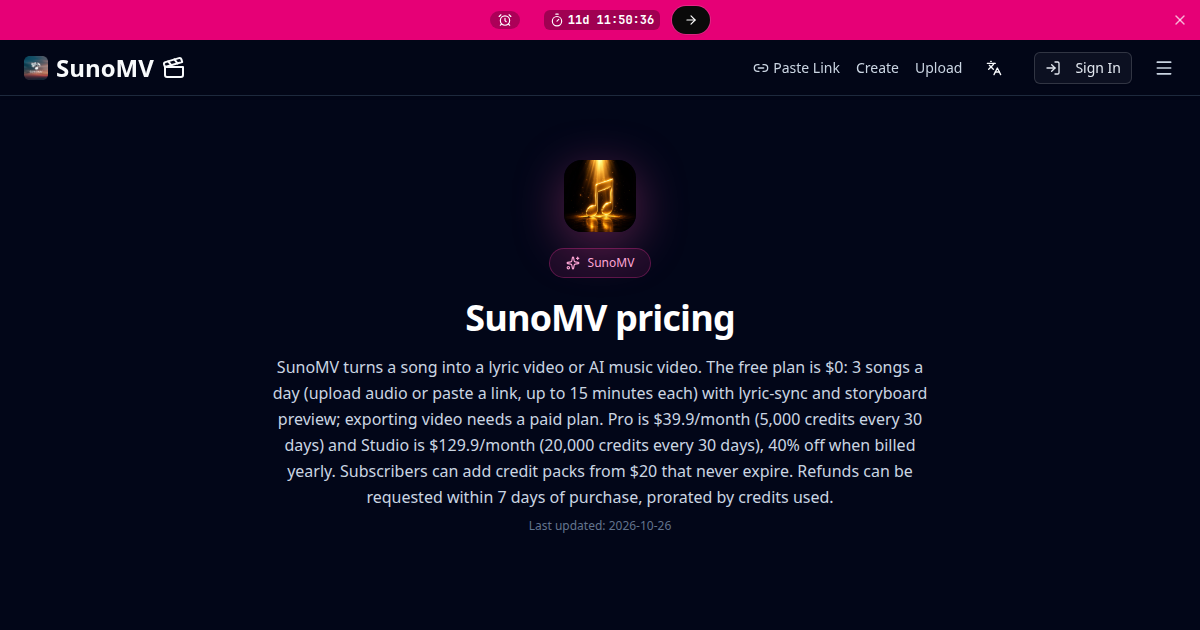 11d 11:50:36
SunoMV
Paste Link
Create
Upload
Sign In
SunoMV
SunoMV pricing
SunoMV turns a song into a lyric video or AI music video. The free plan is $0: 3 songs a
day (upload audio or paste a link, up to 15 minutes each) with lyric-sync and storyboard
preview; exporting video needs a paid plan. Pro is $39.9/month (5,000 credits every 30
days) and Studio is $129.9/month (20,000 credits every 30 days), 40% off when billed
yearly. Subscribers can add credit packs from $20 that never expire. Refunds can be
requested within 7 days of purchase, prorated by credits used.
Last updated: 2026-10-26